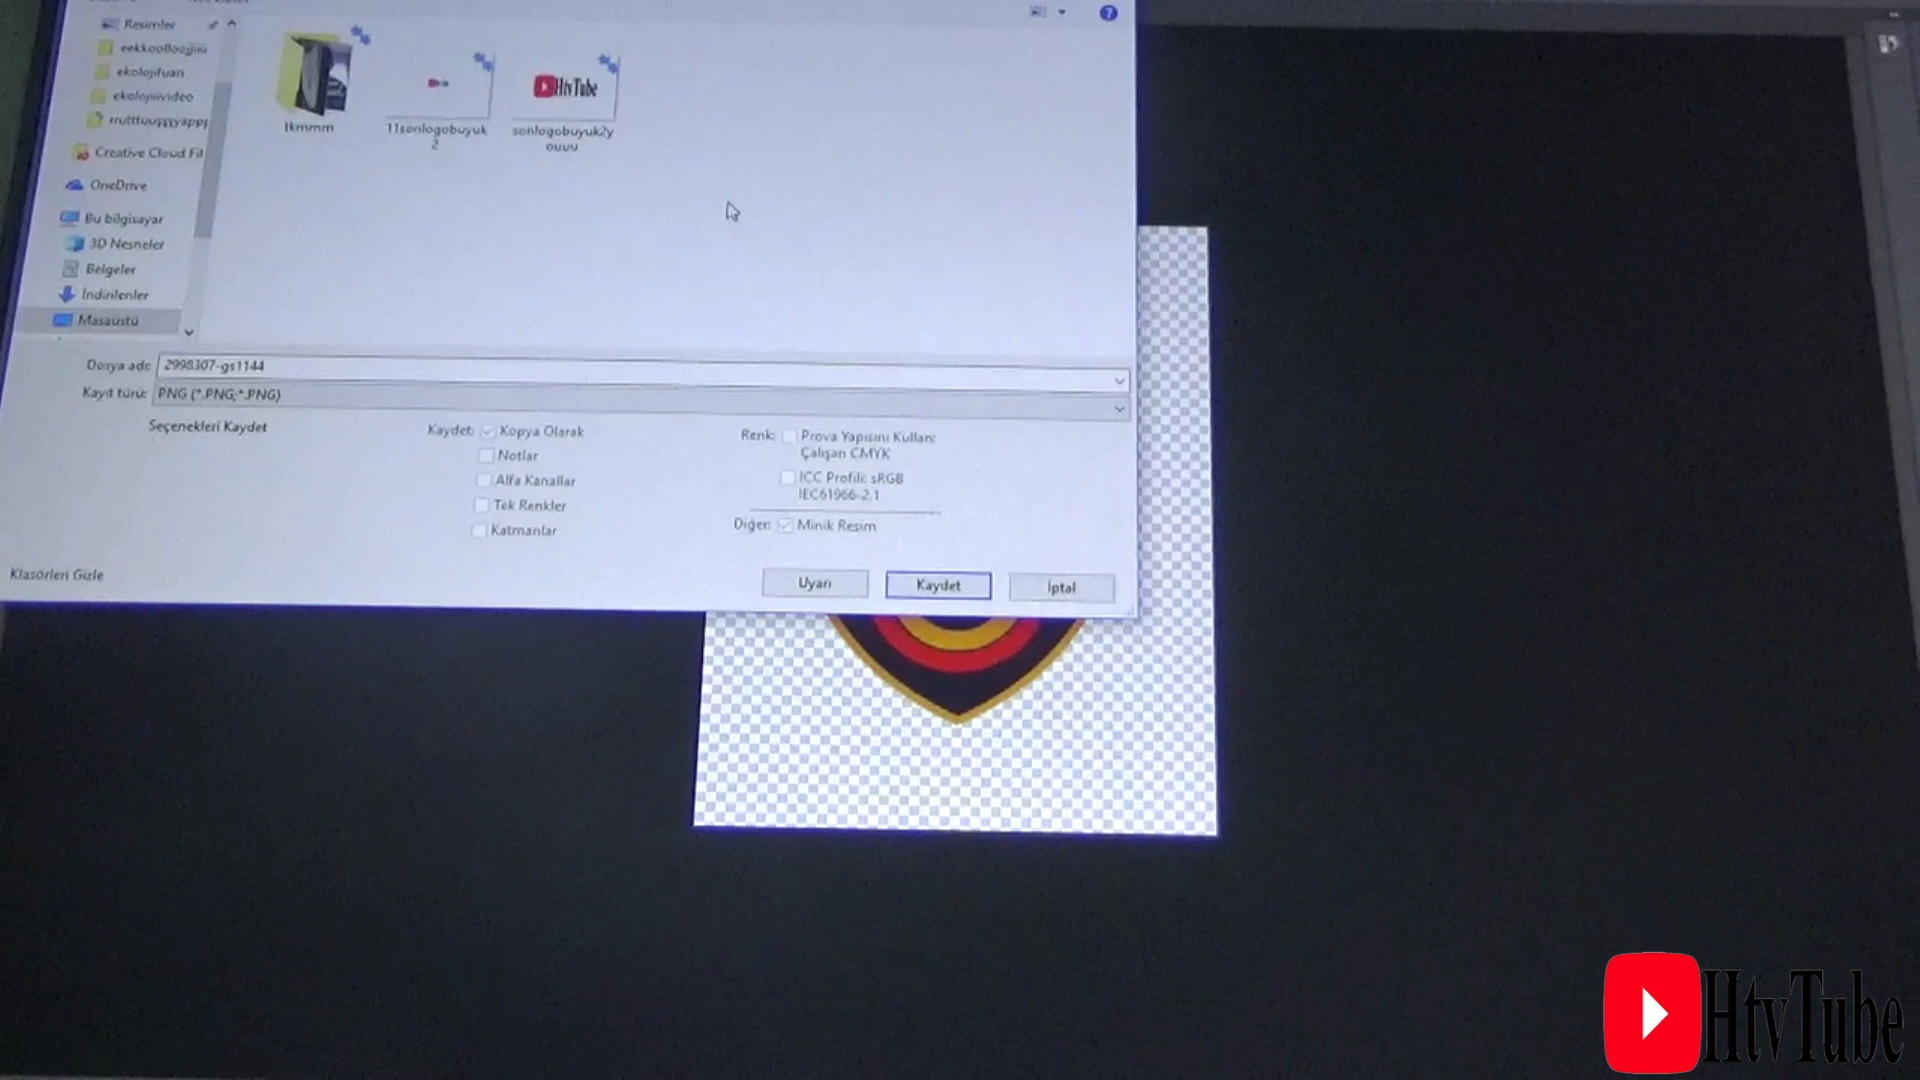 Resimler
ekolojifuan
ekolojiivideo
Creative Cloud Fil
OneDrive
Bu bilgisayar
3D Nesneler
Belgeler
İndirilenler
Masaüstü
tkmmm
11sonlogobuyuk
2
HtvTube
sonlogobuyuk2y
ouuu
Dosya adı: 2998307-gs1144
Kayıt türü: PNG (*.PNG;*.PNG)
Seçenekleri Kaydet
Kaydet: Kopya Olarak
Notlar
Alfa Kanallar
Tek Renkler
Katmanlar
Renk: Prova Yapısını Kullan:
Çalışan CMYK
ICC Profili: sRGB
IEC61966-2.1
Diğer: Minik Resim
Klasörleri Gizle
Uyarı
Kaydet
İptal
HtvTube